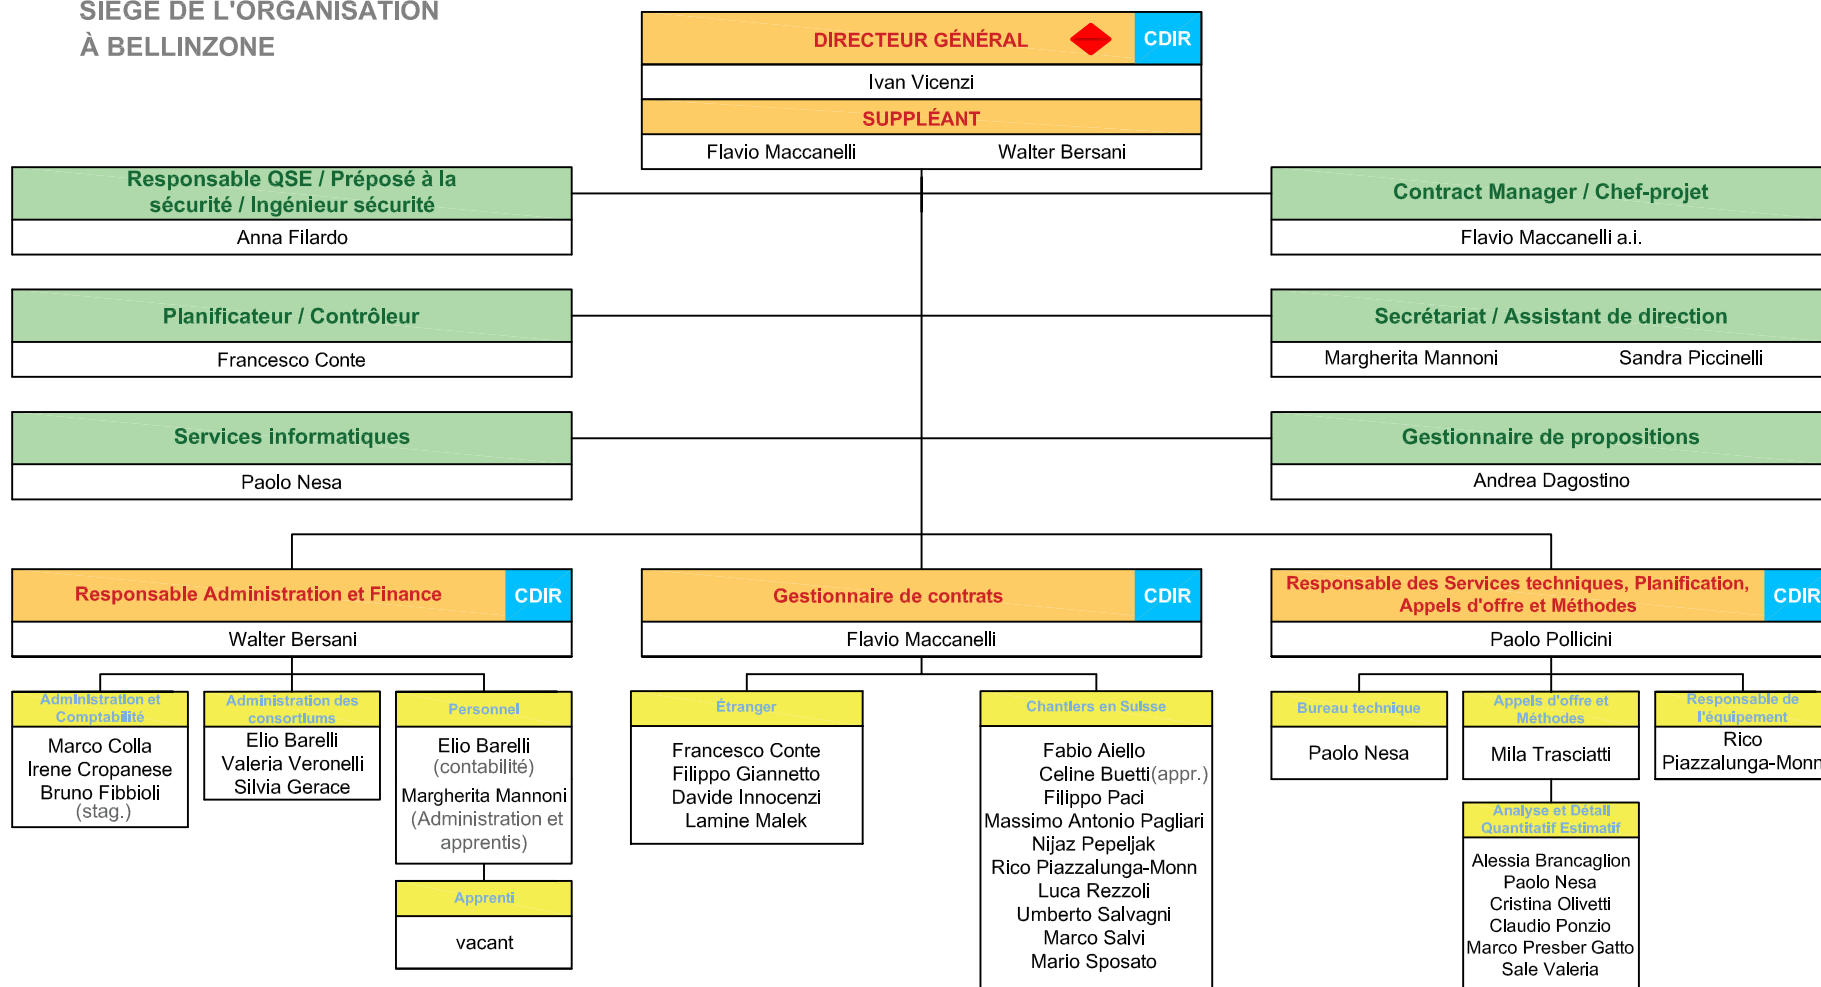 SIÈGE DE L'ORGANISATION
À BELLINZONE
DIRECTEUR GÉNÉRAL
CDIR
Ivan Vicenzi
SUPPLÉANT
Flavio Maccanelli
Walter Bersani
Responsable QSE / Préposé à la
sécurité / Ingénieur sécurité
Anna Filardo
Contract Manager / Chef-projet
Flavio Maccanelli a.i.
Planificateur / Contrôleur
Francesco Conte
Secrétariat / Assistant de direction
Margherita Mannoni
Sandra Piccinelli
Services informatiques
Paolo Nesa
Gestionnaire de propositions
Andrea Dagostino
Responsable Administration et Finance
CDIR
Walter Bersani
Gestionnaire de contrats
CDIR
Flavio Maccanelli
Responsable des Services techniques, Planification,
Appels d'offre et Méthodes
CDIR
Paolo Pollicini
Administration et
Comptabilité
Marco Colla
Irene Cropanese
Bruno Fibbioli
(stag.)
Administration des
consortiums
Elio Barelli
Valeria Veronelli
Silvia Gerace
Personnel
Elio Barelli
(contabilité)
Margherita Mannoni
(Administration et
apprentis)
Apprenti
vacant
Étranger
Francesco Conte
Filippo Giannetto
Davide Innocenzi
Lamine Malek
Chantiers en Suisse
Fabio Aiello
Celine Buetti(appr.)
Filippo Paci
Massimo Antonio Pagliari
Nijaz Pepeljak
Rico Piazzalunga-Monn
Luca Rezzoli
Umberto Salvagni
Marco Salvi
Mario Sposato
Bureau technique
Paolo Nesa
Appels d'offre et
Méthodes
Mila Trasciatti
Responsable de
l'équipement
Rico
Piazzalunga-Monn
Analyse et Détail
Quantitatif Estimatif
Alessia Brancaglion
Paolo Nesa
Cristina Olivetti
Claudio Ponzio
Marco Presber Gatto
Sale Valeria